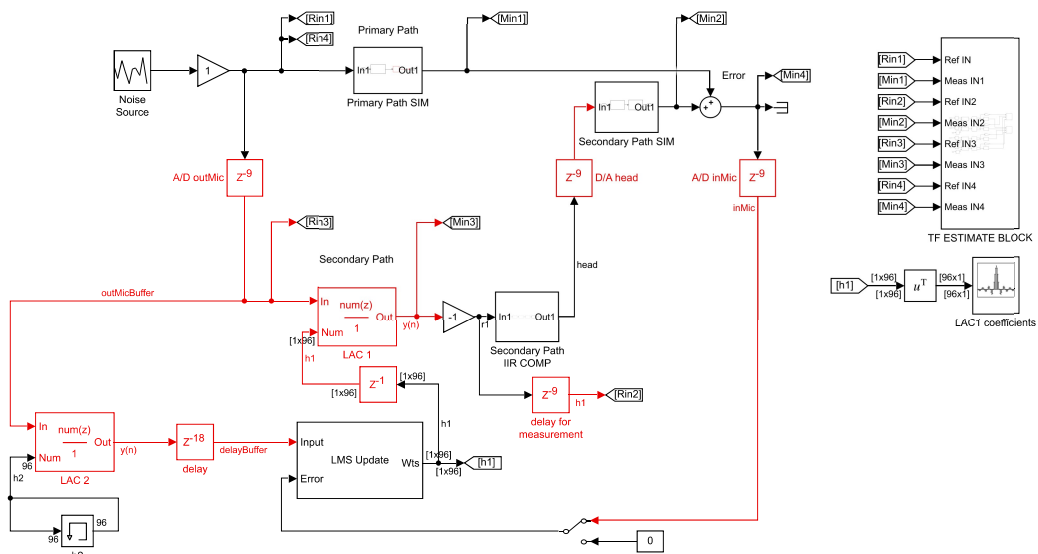 [Rin1]
[Rin4]
[Min1]
[Min2]
Primary Path
Noise
Source
1
In1
Out1
Primary Path SIM
Error
[Min4]
In1
Out1
Secondary Path SIM
+
+
[Rin1]
Ref IN
[Min1]
Meas IN1
[Rin2]
Ref IN2
[Min2]
Meas IN2
[Rin3]
Ref IN3
[Min3]
Meas IN3
[Rin4]
Ref IN4
[Min4]
Meas IN4
TF ESTIMATE BLOCK
A/D outMic
Z-9
Z-9
D/A head
A/D inMic
Z-9
inMic
[Rin3]
[Min3]
Secondary Path
head
outMicBuffer
In
num(z)
1
Out
Num
y(n)
[1x96]
h1
LAC 1
-1
r1
In1
Out1
Secondary Path
IIR COMP
[h1]
[1x96]
[1x96]
uT
[96x1]
[96x1]
LAC1 coefficients
Z-1
[1x96]
[1x96]
h1
Z-9
h1
[Rin2]
delay for
measurement
In
num(z)
1
Out
Num
96
h2
y(n)
LAC 2
Z-18
delay
delayBuffer
Input
LMS Update
Wts
Error
[1x96]
[1x96]
[h1]
96
96
0